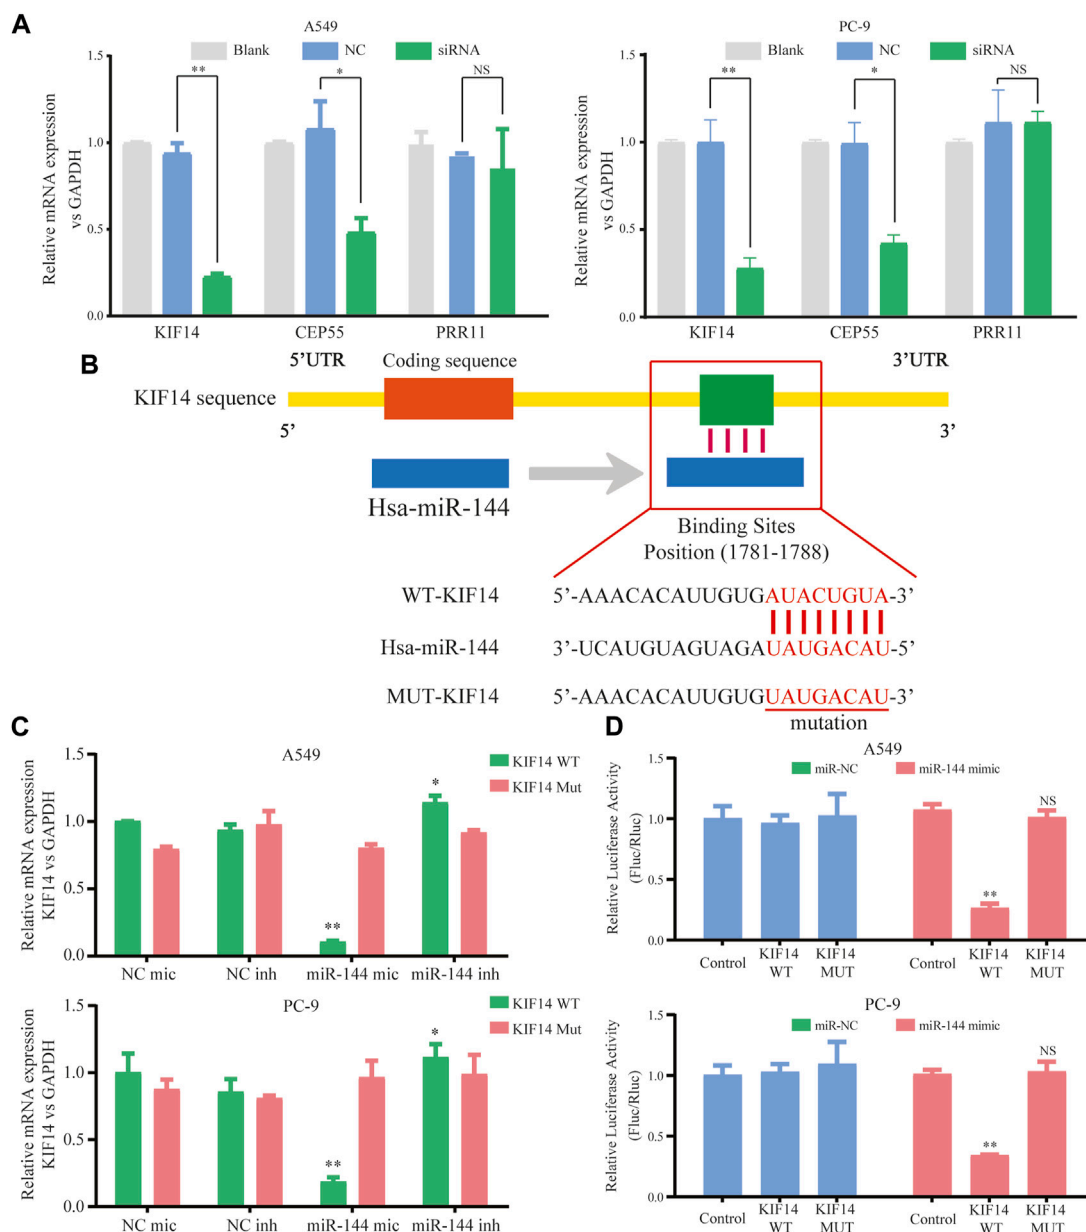 A
A549
Blank NC siRNA
** * NS
Relative mRNA expression
vs GAPDH
1.5
1.0
0.5
0.0
KIF14 CEP55 PRR11
PC-9
Blank NC siRNA
** * NS
Relative mRNA expression
vs GAPDH
1.5
1.0
0.5
0.0
KIF14 CEP55 PRR11
B
5’UTR Coding sequence 3’UTR
KIF14 sequence
5’ 3’
Hsa-miR-144
Binding Sites
Position (1781-1788)
WT-KIF14 5’-AAACACAUUGUGAUACUGUA-3’
Hsa-miR-144 3’-UCAUGUAGUAGAUAUGACAU-5’
MUT-KIF14 5’-AAACACAUUGUGUAUGACAU-3’
mutation
C
A549
KIF14 WT
KIF14 Mut
Relative mRNA expression
KIF14 vs GAPDH
1.5
1.0
0.5
0.0
** *
NC mic NC inh miR-144 mic miR-144 inh
PC-9
KIF14 WT
KIF14 Mut
Relative mRNA expression
KIF14 vs GAPDH
1.5
1.0
0.5
0.0
** *
NC mic NC inh miR-144 mic miR-144 inh
D
A549
miR-NC miR-144 mimic
Relative Luciferase Activity
(Fluc/Rluc)
1.5
1.0
0.5
0.0
** NS
Control KIF14 KIF14 Control KIF14 KIF14
WT MUT WT MUT
PC-9
miR-NC miR-144 mimic
Relative Luciferase Activity
(Fluc/Rluc)
1.5
1.0
0.5
0.0
** NS
Control KIF14 KIF14 Control KIF14 KIF14
WT MUT WT MUT